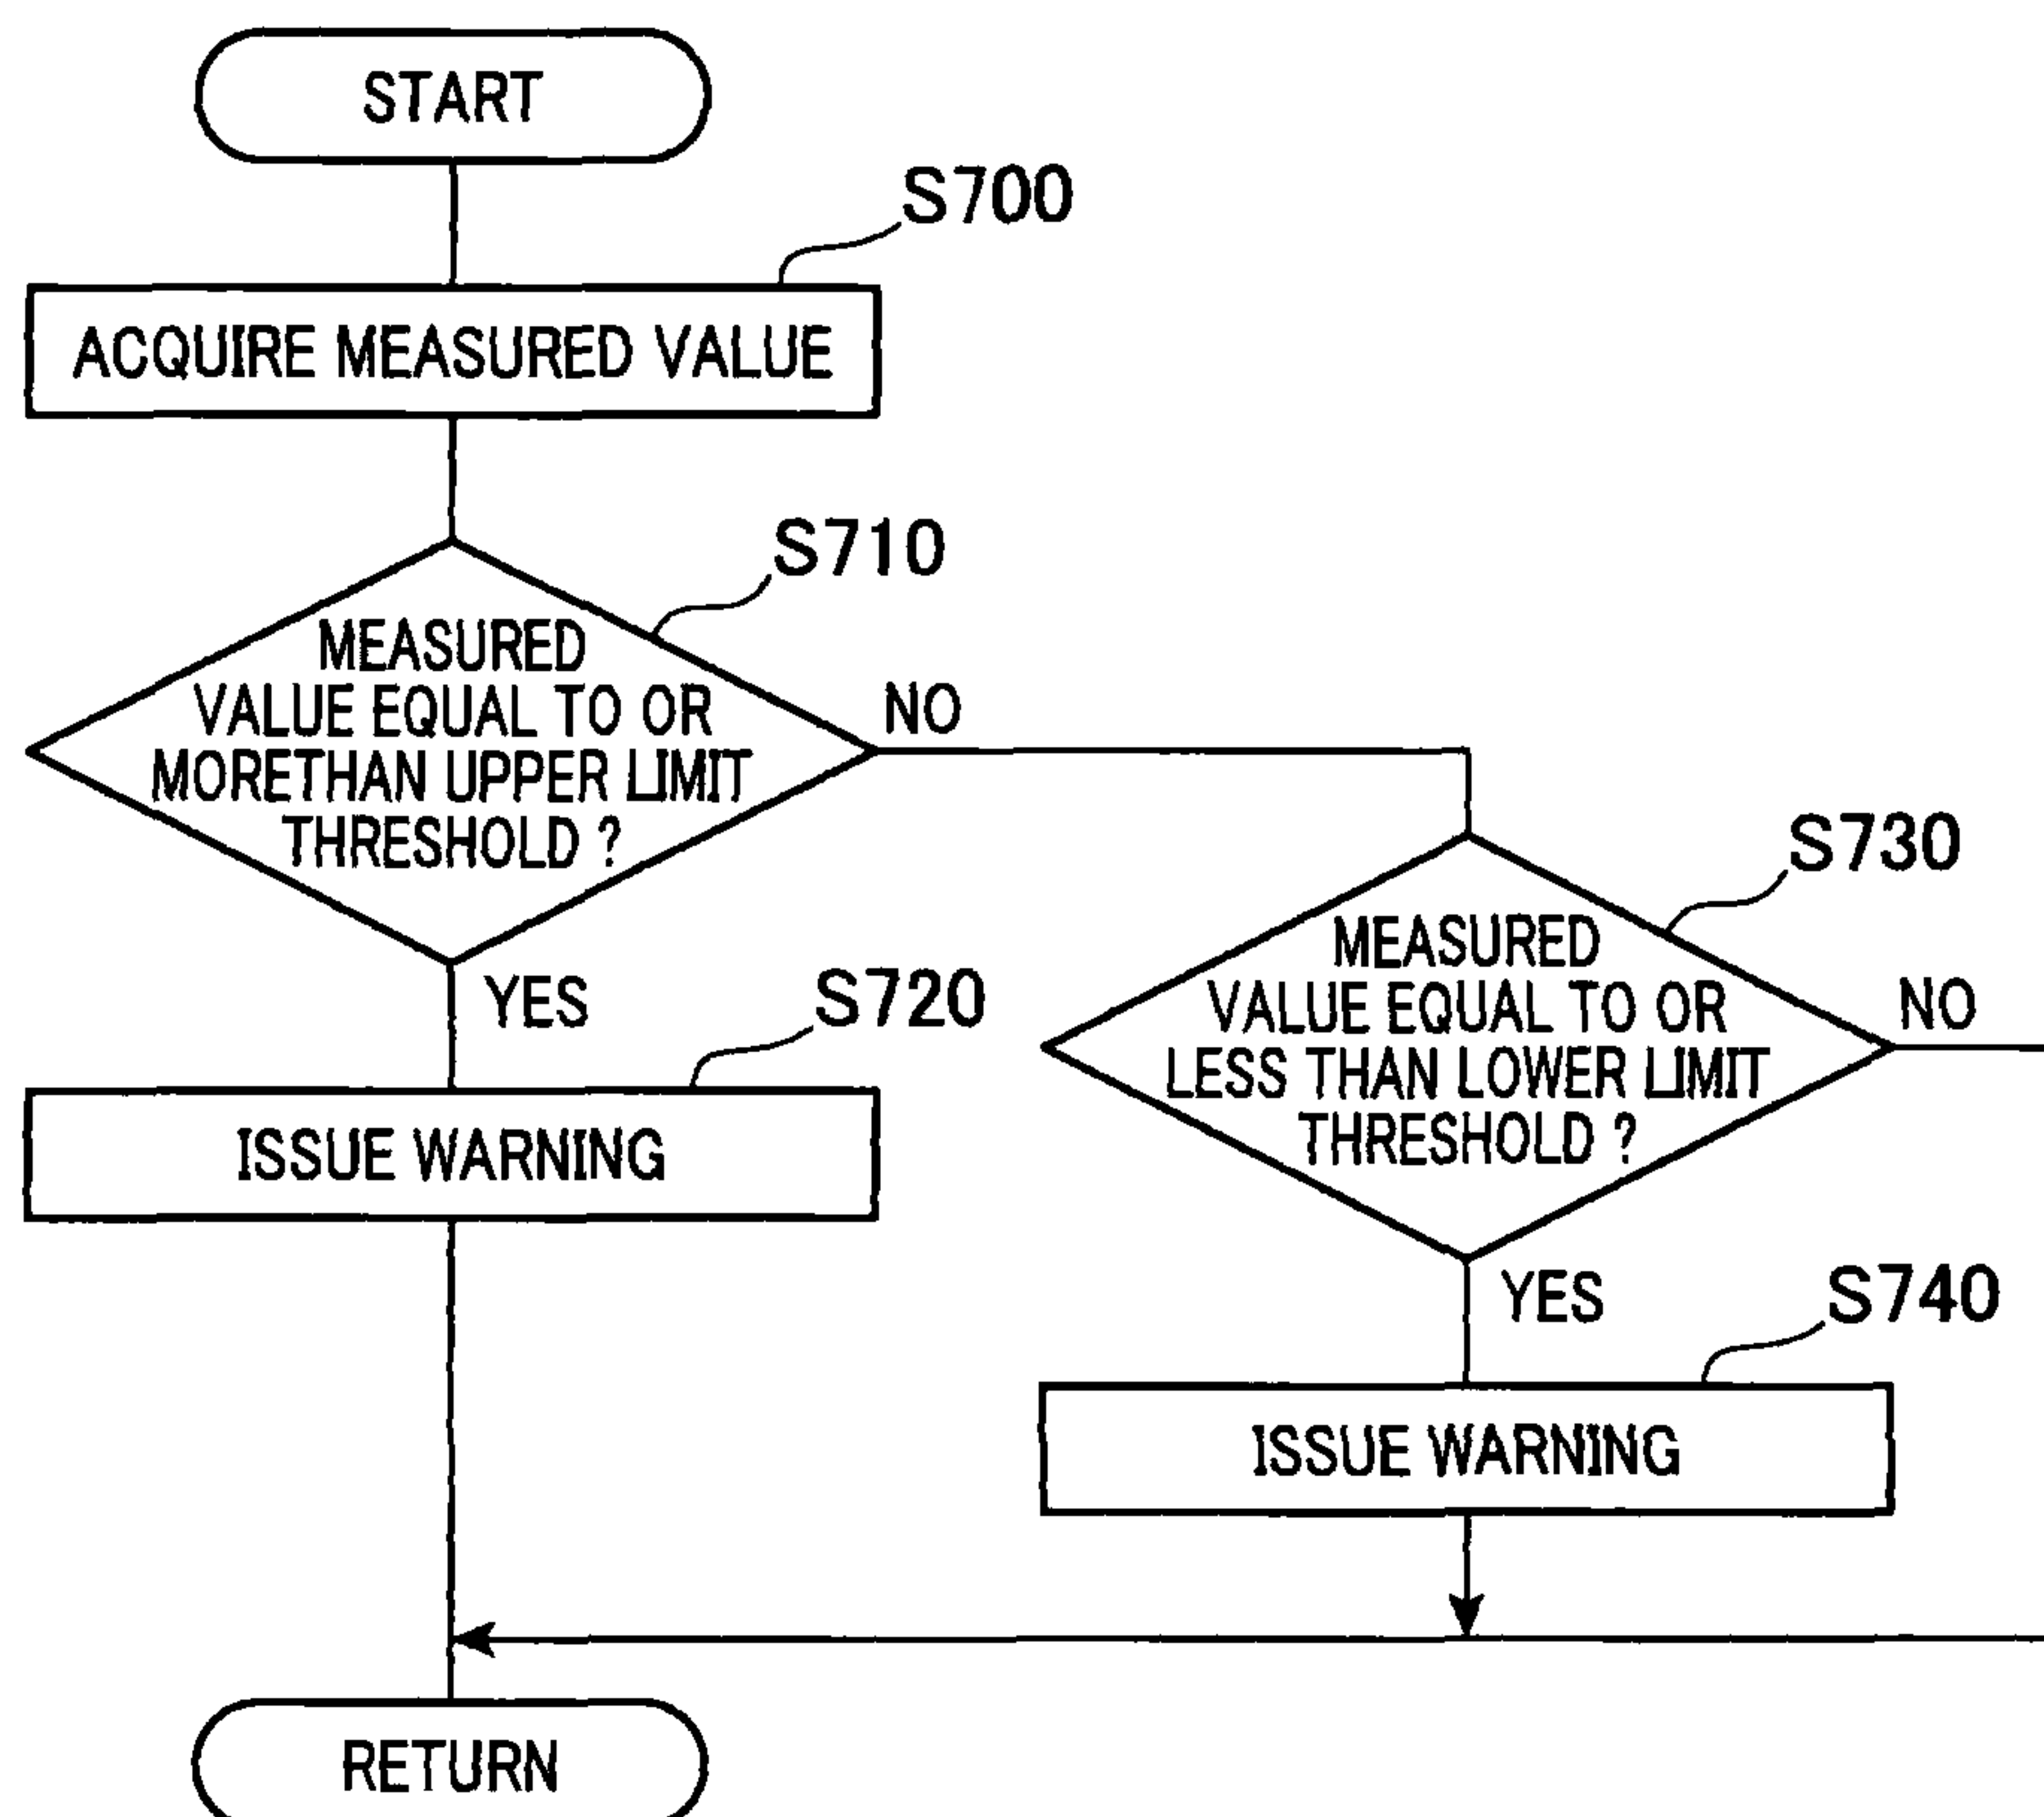 START
S700
ACQUIRE MEASURED VALUE
S710
MEASURED
VALUE EQUAL TO OR
MORETHAN UPPER LIMIT
THRESHOLD ?
NO
YES
S720
ISSUE WARNING
S730
MEASURED
VALUE EQUAL TO OR
LESS THAN LOWER LIMIT
THRESHOLD ?
NO
YES
S740
ISSUE WARNING
RETURN